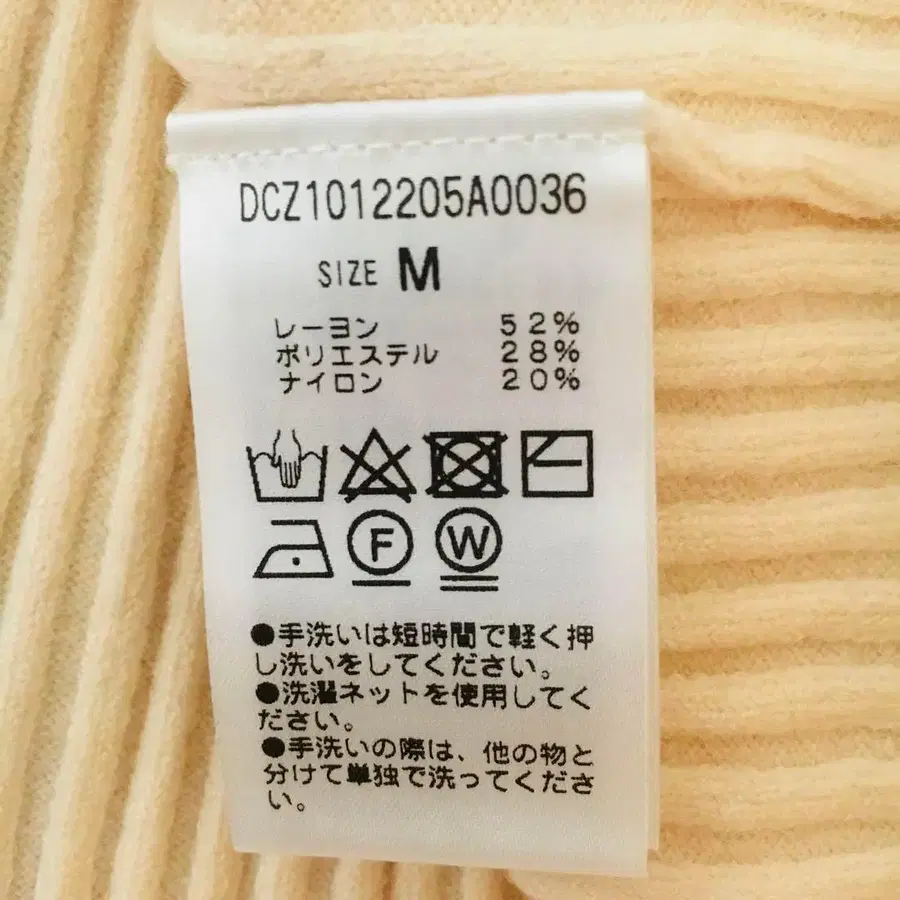 DCZ1012205A0036
SIZE M
レーヨン 52%
ポリエステル 28%
ナイロン 20%
F W
●手洗いは短時間で軽く押
し洗いをしてください。
●洗濯ネットを使用してく
ださい。
●手洗いの際は、他の物と
分けて単独で洗ってくださ
い。